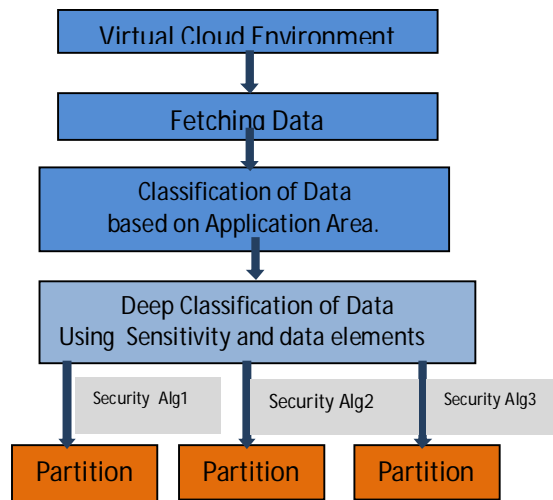 Virtual Cloud Environment
Fetching Data
Classification of Data
based on Application Area.
Deep Classification of Data
Using Sensitivity and data elements
Security Alg1
Security Alg2
Security Alg3
Partition
Partition
Partition